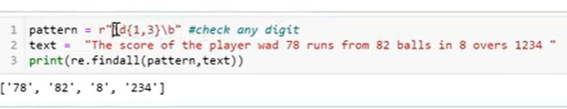 1 pattern = r"\d{1,3}\b" #check any digit
2 text = "The score of the player wad 78 runs from 82 balls in 8 overs 1234 "
3 print(re.findall(pattern,text))
['78', '82', '8', '234']